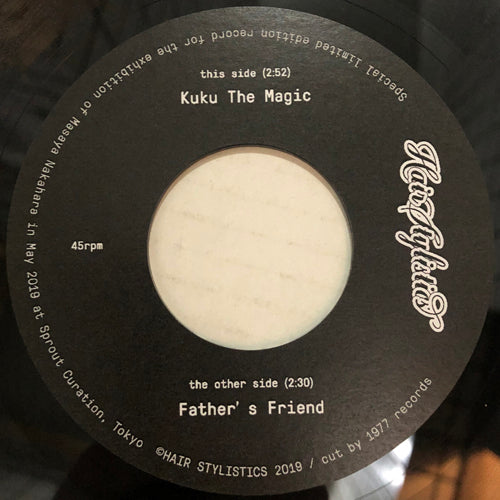 this side (2:52)
Kuku The Magic
Hair Stylistics
45rpm
the other side (2:30)
Father's Friend
Special limited edition record for the exhibition of Masaya Nakahara in May 2019 at Sprout Curation, Tokyo
©HAIR STYLISTICS 2019 / cut by 1977 records